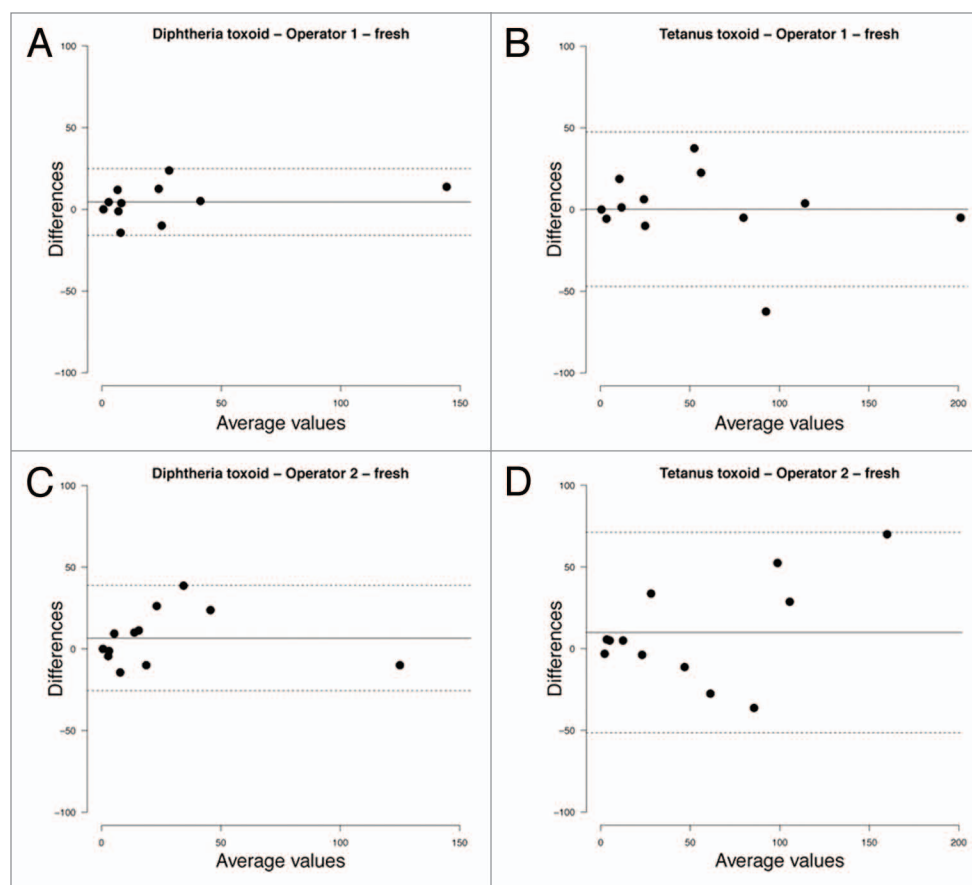 A
Diphtheria toxoid – Operator 1 – fresh
100
50
0
−50
−100
Differences
0 50 100 150
Average values
B
Tetanus toxoid – Operator 1 – fresh
100
50
0
−50
−100
Differences
0 50 100 150 200
Average values
C
Diphtheria toxoid – Operator 2 – fresh
100
50
0
−50
−100
Differences
0 50 100 150
Average values
D
Tetanus toxoid – Operator 2 – fresh
100
50
0
−50
−100
Differences
0 50 100 150 200
Average values